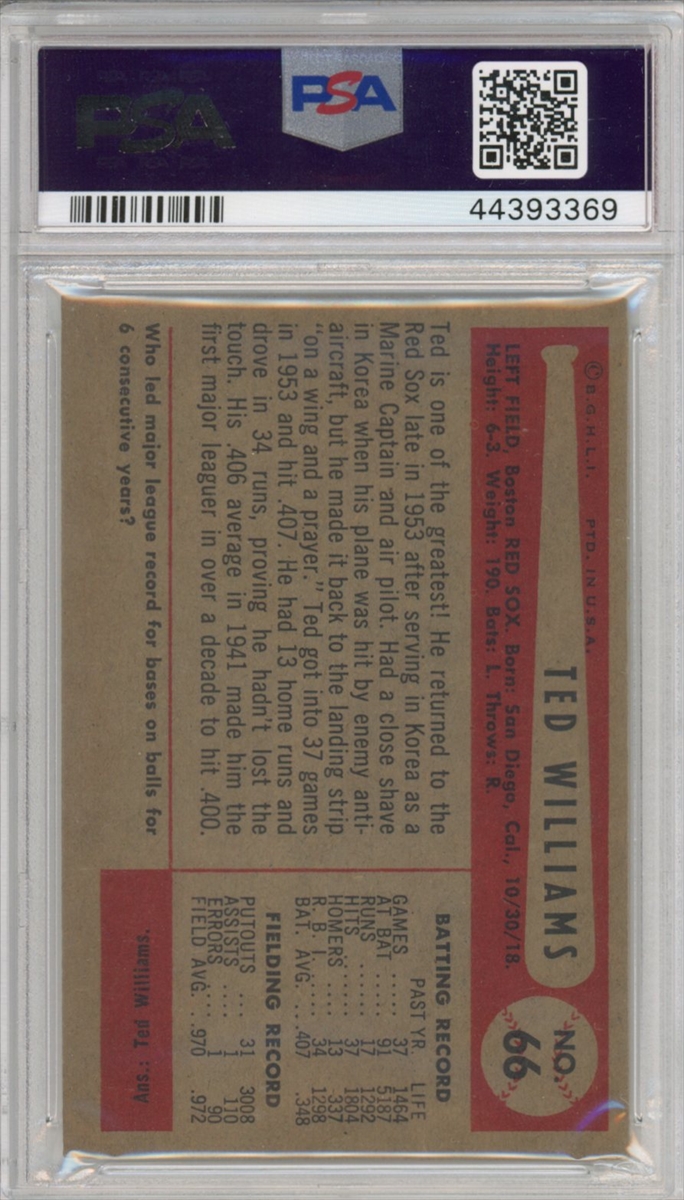 PSA
PSA
44393369
© B.G.H.L.I. PTD. IN U.S.A.
TED WILLIAMS
NO.
66
LEFT FIELD, Boston RED SOX. Born: San Diego, Cal., 10/30/18.
Height: 6-3. Weight: 190. Bats: L. Throws: R.
Ted is one of the greatest! He returned to the
Red Sox late in 1953 after serving in Korea as a
Marine Captain and air pilot. Had a close shave
in Korea when his plane was hit by enemy anti-
aircraft, but he made it back to the landing strip
"on a wing and a prayer." Ted got into 37 games
in 1953 and hit .407. He had 13 home runs and
drove in 34 runs, proving he hadn't lost the
touch. His .406 average in 1941 made him the
first major leaguer in over a decade to hit .400.
BATTING RECORD
PAST YR. LIFE
GAMES ..... 37 1464
AT BAT ..... 91 5187
RUNS ...... 17 1292
HITS ...... 37 1804
HOMERS .... 13 .337
R. B. I. .... 34 1298
BAT. AVG. ... .407 .348
FIELDING RECORD
PUTOUTS ... 31 3008
ASSISTS .... 1 110
ERRORS .... 1 90
FIELD AVG. .. .970 .972
Who led major league record for bases on balls for
6 consecutive years?
Ans. : Ted Williams.